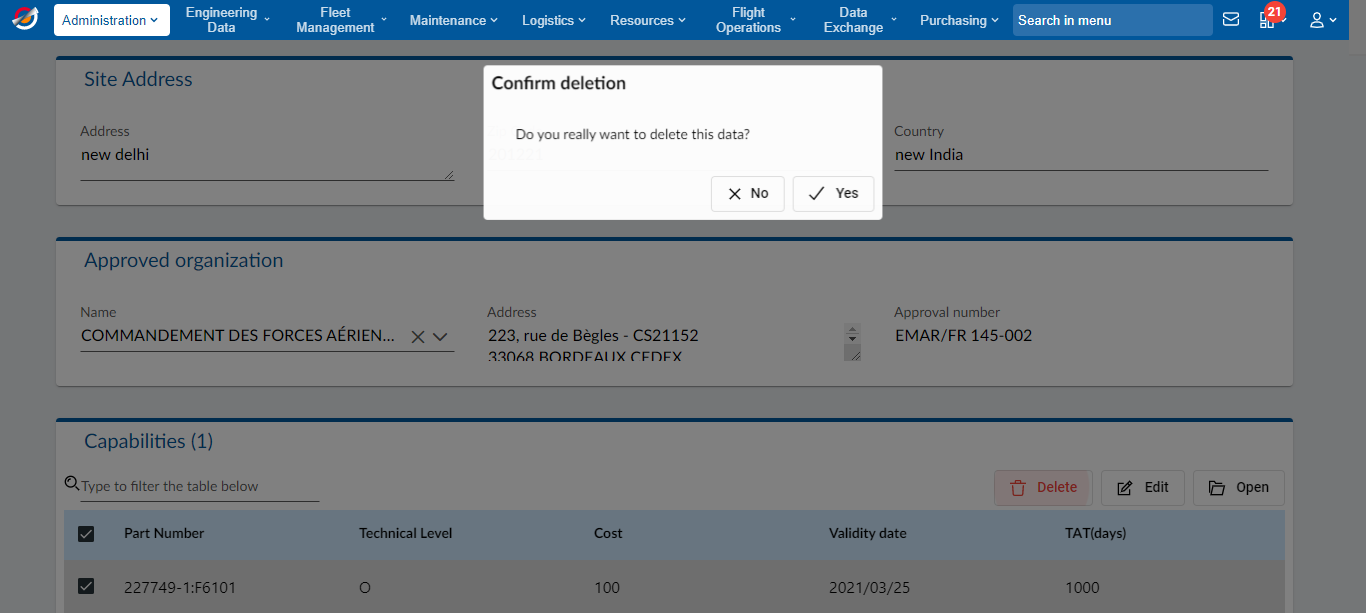 Administration
Engineering Data
Fleet Management
Maintenance
Logistics
Resources
Flight Operations
Data Exchange
Purchasing
Search in menu
21
Site Address
Confirm deletion
Do you really want to delete this data?
No
Yes
Address
new delhi
Country
new India
Approved organization
Name
COMMANDEMENT DES FORCES AÉRIEN...
Address
223, rue de Bègles - CS21152
33068 BORDEAUX CEDEX
Approval number
EMAR/FR 145-002
Capabilities (1)
Type to filter the table below
Delete
Edit
Open
Part Number Technical Level Cost Validity date TAT(days)
227749-1:F6101 O 100 2021/03/25 1000